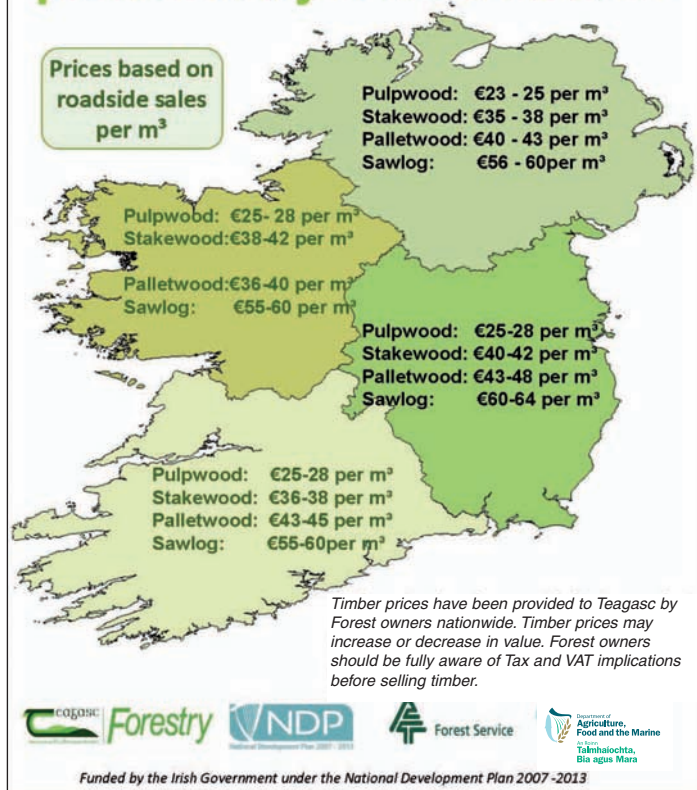 Prices based on
roadside sales
per m³
Pulpwood: €23 - 25 per m³
Stakewood: €35 - 38 per m³
Palletwood: €40 - 43 per m³
Sawlog: €56 - 60per m³
Pulpwood: €25- 28 per m³
Stakewood:€38-42 per m³
Palletwood:€36-40 per m³
Sawlog: €55-60 per m³
Pulpwood: €25-28 per m³
Stakewood: €40-42 per m³
Palletwood: €43-48 per m³
Sawlog: €60-64 per m³
Pulpwood: €25-28 per m³
Stakewood: €36-38 per m³
Palletwood: €43-45 per m³
Sawlog: €55-60per m³
Timber prices have been provided to Teagasc by
Forest owners nationwide. Timber prices may
increase or decrease in value. Forest owners
should be fully aware of Tax and VAT implications
before selling timber.
teagasc Forestry
NDP
National Development Plan 2007 - 2013
Forest Service
Department of
Agriculture,
Food and the Marine
An Roinn
Talmhaíochta,
Bia agus Mara
Funded by the Irish Government under the National Development Plan 2007 -2013